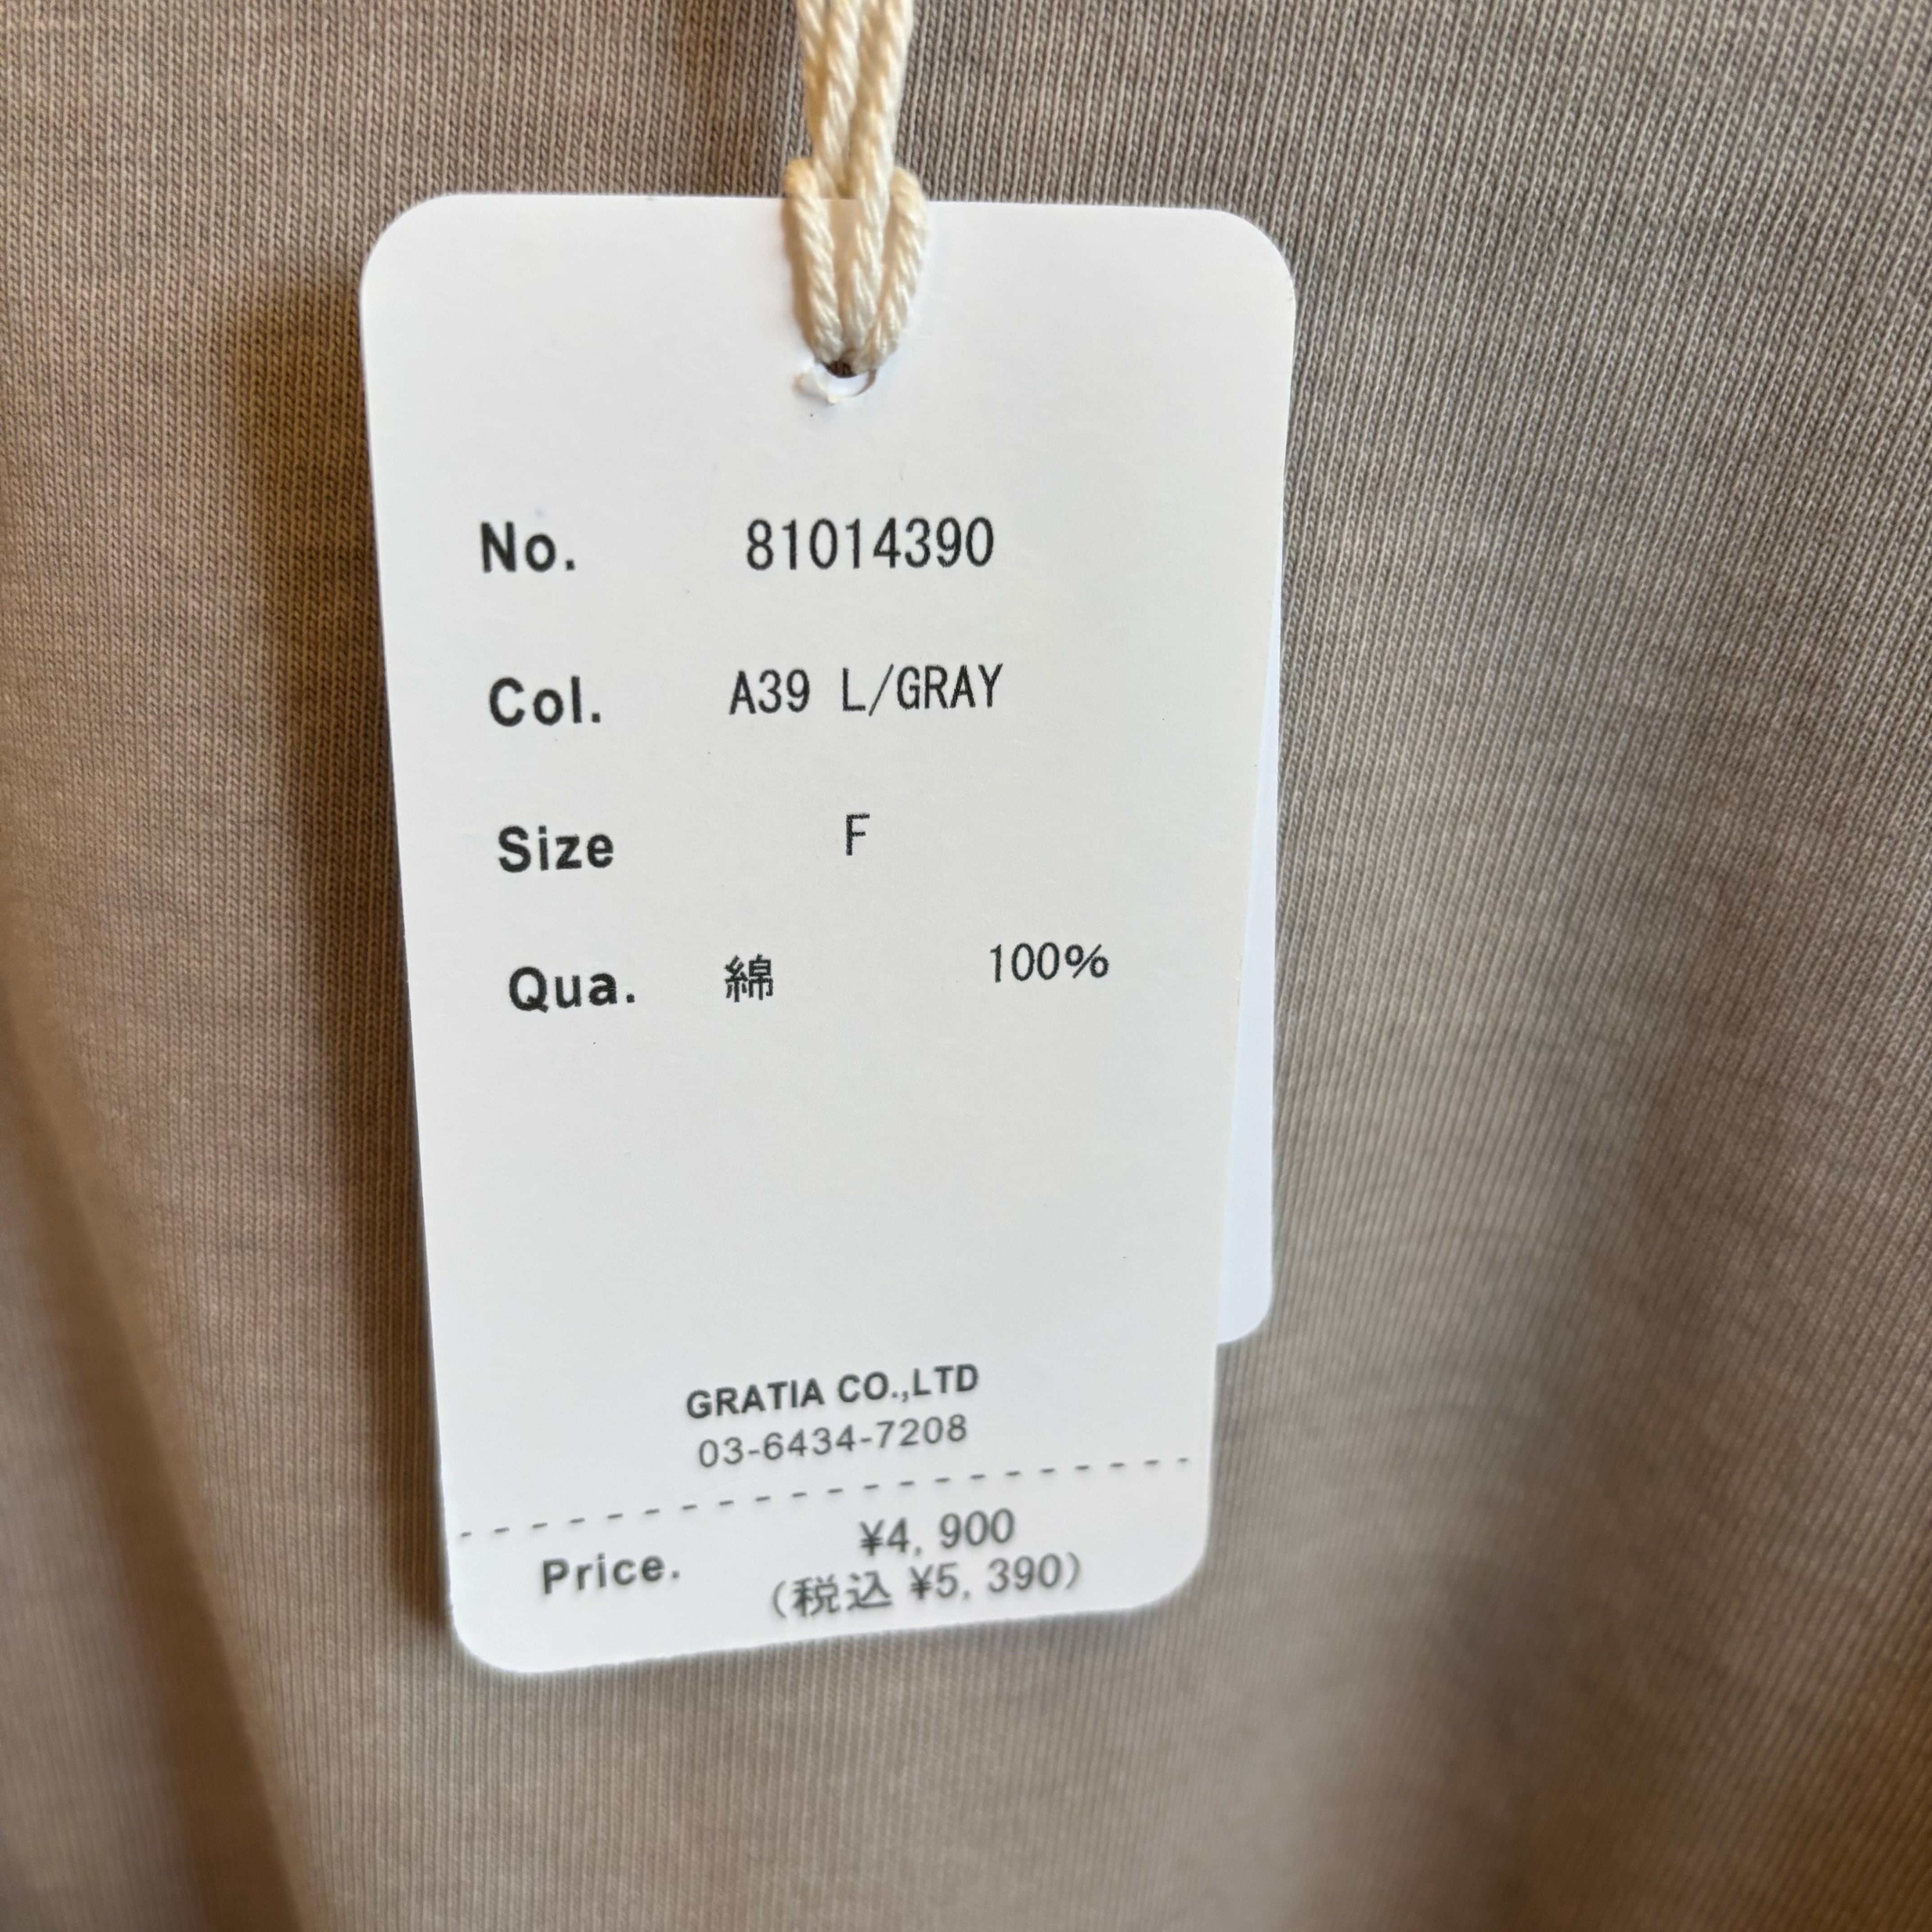 No. 81014390
Col. A39 L/GRAY
Size F
Qua. 綿 100%
GRATIA CO.,LTD
03-6434-7208
Price. ¥4,900
(税込 ¥5,390)